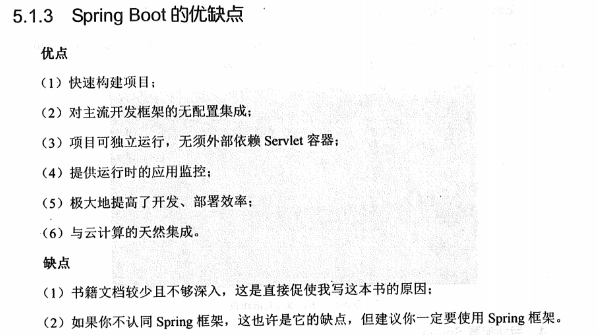 5.1.3 Spring Boot 的优缺点
优点
（1）快速构建项目；
（2）对主流开发框架的无配置集成；
（3）项目可独立运行，无须外部依赖 Servlet 容器；
（4）提供运行时的应用监控；
（5）极大地提高了开发、部署效率；
（6）与云计算的天然集成。
缺点
（1）书籍文档较少且不够深入，这是直接促使我写这本书的原因；
（2）如果你不认同 Spring 框架，这也许是它的缺点，但建议你一定要使用 Spring 框架。